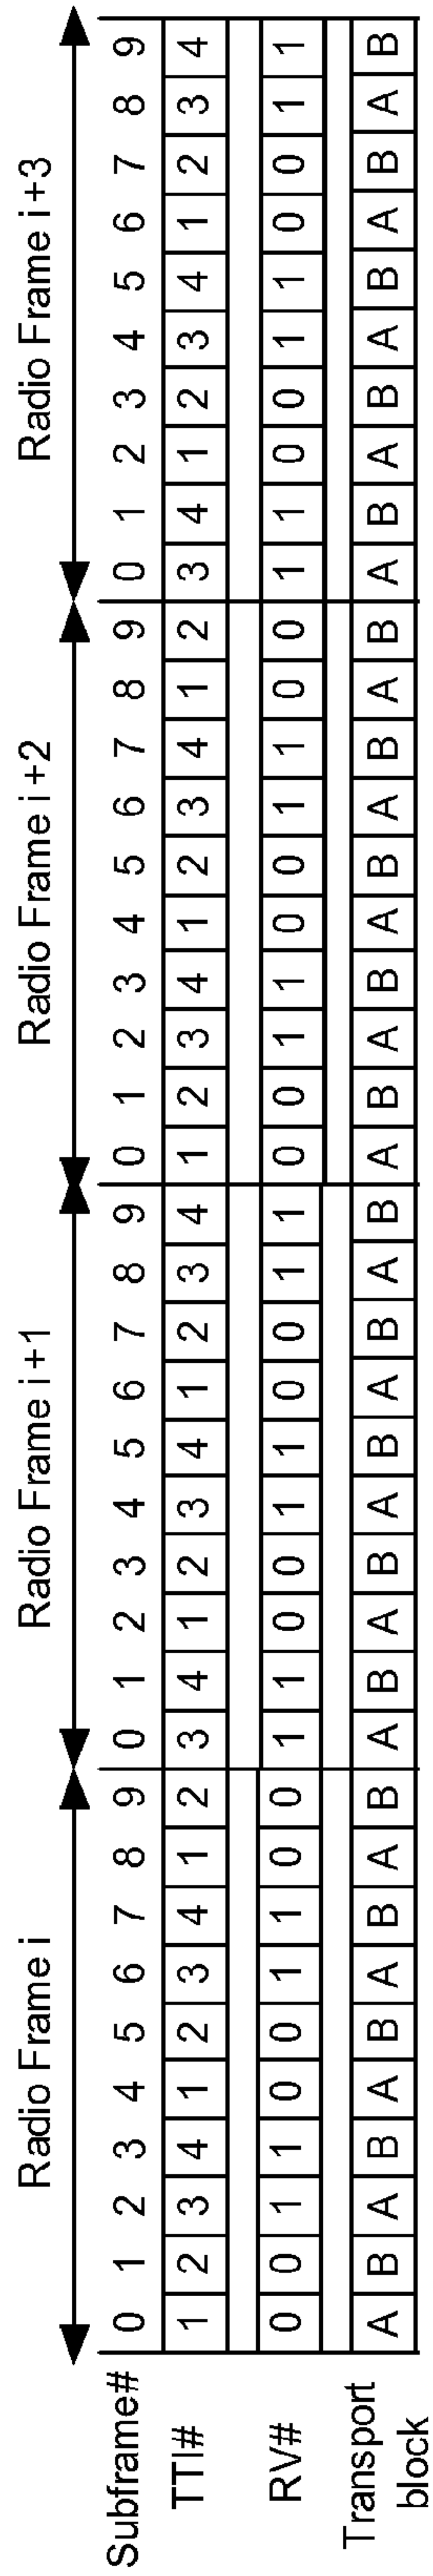 Radio Frame i Radio Frame i+1 Radio Frame i+2 Radio Frame i+3
Subframe# 0 1 2 3 4 5 6 7 8 9 0 1 2 3 4 5 6 7 8 9 0 1 2 3 4 5 6 7 8 9 0 1 2 3 4 5 6 7 8 9
TTI# 1 2 3 4 1 2 3 4 1 2 3 4 1 2 3 4 1 2 3 4 1 2 3 4 1 2 3 4 1 2 3 4 1 2 3 4 1 2 3 4
RV# 0 0 1 1 0 0 1 1 0 0 1 1 0 0 1 1 0 0 1 1 0 0 1 1 0 0 1 1 0 0 1 1 0 0 1 1 0 0 1 1
Transport
block A B A B A B A B A B A B A B A B A B A B A B A B A B A B A B A B A B A B A B A B